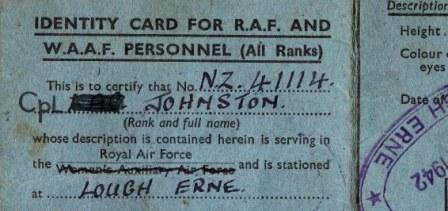 IDENTITY CARD FOR R.A.F. AND
W.A.A.F. PERSONNEL (All Ranks)
This is to certify that No. NZ.41114.
Cpl JOHNSTON.
(Rank and full name)
whose description is contained herein is serving in
Royal Air Force
the Women's Auxiliary Air Force and is stationed
at LOUGH ERNE.
Description
Height.
Colour o
eyes
Date of
H ERNE
1942